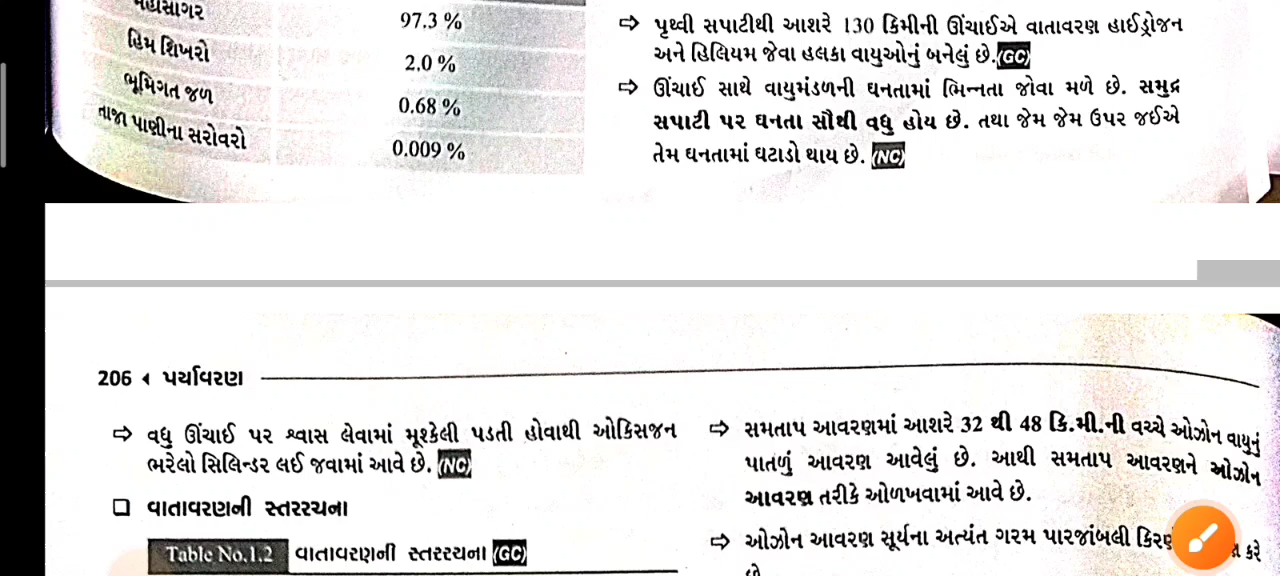 મહાસાગર 97.3 %
હિમ શિખરો 2.0 %
ભૂમિગત જળ 0.68 %
તાજા પાણીના સરોવરો 0.009 %
⇨ પૃથ્વી સપાટીથી આશરે 130 કિમીની ઊંચાઈએ વાતાવરણ હાઈડ્રોજન
અને હિલિયમ જેવા હલકા વાયુઓનું બનેલું છે.(GC)
⇨ ઊંચાઈ સાથે વાયુમંડળની ઘનતામાં ભિન્નતા જોવા મળે છે. સમુદ્ર
સપાટી પર ઘનતા સૌથી વધુ હોય છે. તથા જેમ જેમ ઉપર જઈએ
તેમ ઘનતામાં ઘટાડો થાય છે. (NC)
206 ◂ પર્યાવરણ
⇨ વધુ ઊંચાઈ પર શ્વાસ લેવામાં મૂશ્કેલી પડતી હોવાથી ઓકિસજન
ભરેલો સિલિન્ડર લઈ જવામાં આવે છે. (NC)
❑ વાતાવરણની સ્તરરચના
Table No.1.2 વાતાવરણની સ્તરરચના (GC)
⇨ સમતાપ આવરણમાં આશરે 32 થી 48 કિ.મી.ની વચ્ચે ઓઝોન વાયુનું
પાતળું આવરણ આવેલું છે. આથી સમતાપ આવરણને ઓઝોન
આવરણ તરીકે ઓળખવામાં આવે છે.
⇨ ઓઝોન આવરણ સૂર્યના અત્યંત ગરમ પારજાંબલી કરે